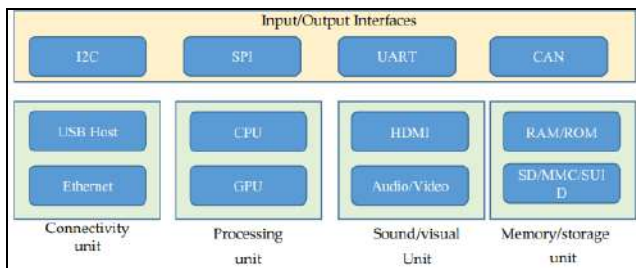 Input/Output Interfaces
I2C SPI UART CAN
USB Host CPU HDMI RAM/ROM
Ethernet GPU Audio/Video SD/MMC/SUI
D
Connectivity Processing Sound/visual Memory/storage
unit unit Unit unit